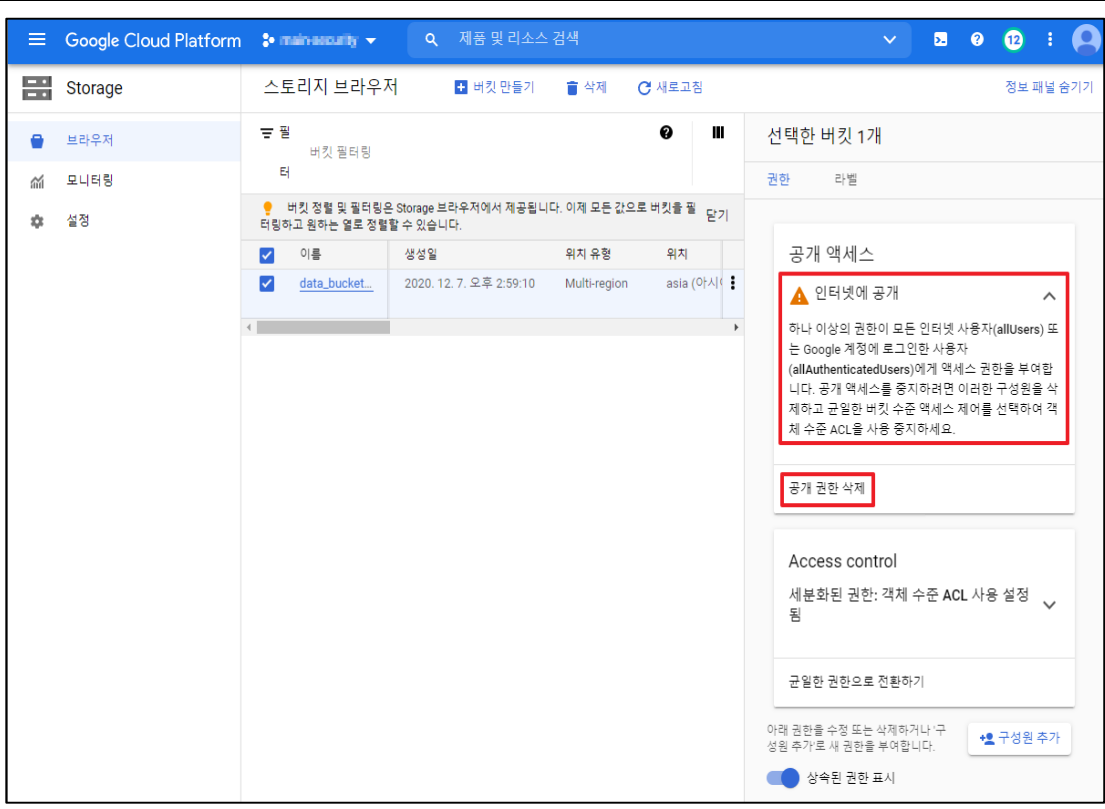 Google Cloud Platform
제품 및 리소스 검색
12
Storage
스토리지 브라우저
버킷 만들기
삭제
새로고침
정보 패널 숨기기
브라우저
모니터링
설정
필
터
버킷 필터링
버킷 정렬 및 필터링은 Storage 브라우저에서 제공됩니다. 이제 모든 값으로 버킷을 필
터링하고 원하는 열로 정렬할 수 있습니다.
닫기
이름
생성일
위치 유형
위치
data_bucket...
2020. 12. 7. 오후 2:59:10
Multi-region
asia (아시
선택한 버킷 1개
권한
라벨
공개 액세스
인터넷에 공개
하나 이상의 권한이 모든 인터넷 사용자(allUsers) 또
는 Google 계정에 로그인한 사용자
(allAuthenticatedUsers)에게 액세스 권한을 부여합
니다. 공개 액세스를 중지하려면 이러한 구성원을 삭
제하고 균일한 버킷 수준 액세스 제어를 선택하여 객
체 수준 ACL을 사용 중지하세요.
공개 권한 삭제
Access control
세분화된 권한: 객체 수준 ACL 사용 설정
됨
균일한 권한으로 전환하기
아래 권한을 수정 또는 삭제하거나 '구
성원 추가'로 새 권한을 부여합니다.
구성원 추가
상속된 권한 표시